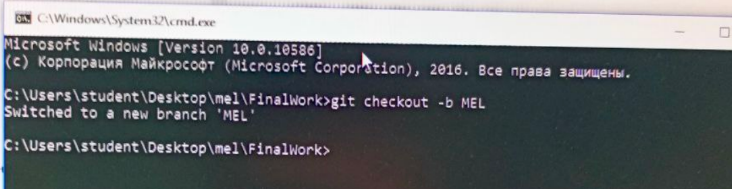 C:\Windows\System32\cmd.exe
Microsoft Windows [Version 10.0.10586]
(c) Корпорация Майкрософт (Microsoft Corporation), 2016. Все права защищены.
C:\Users\student\Desktop\mel\FinalWork>git checkout -b MEL
Switched to a new branch 'MEL'
C:\Users\student\Desktop\mel\FinalWork>